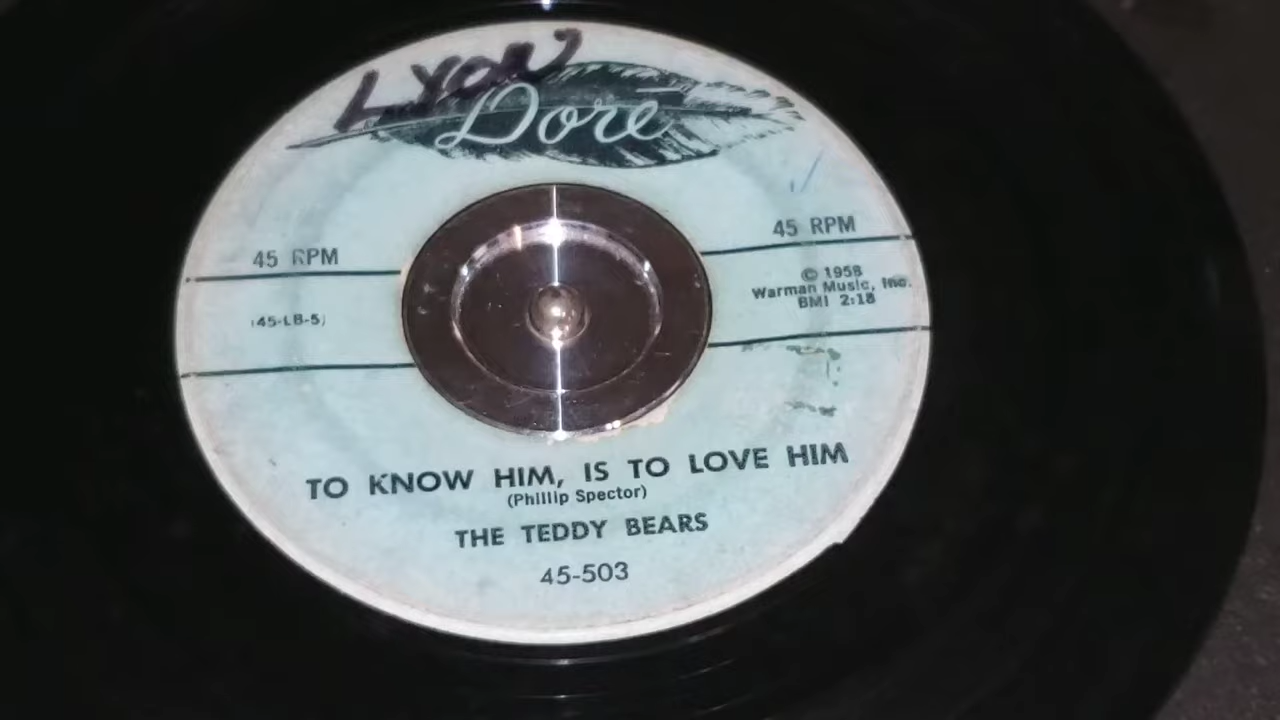 LYON
Doré
45 RPM
45 RPM
(45-LB-5)
© 1958
Warman Music, Inc.
BMI 2:18
TO KNOW HIM, IS TO LOVE HIM
(Phillip Spector)
THE TEDDY BEARS
45-503